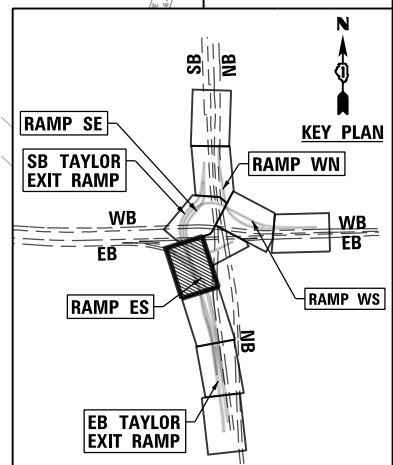 SB
NB
N
KEY PLAN
RAMP SE
SB TAYLOR
EXIT RAMP
RAMP WN
WB
EB
WB
EB
RAMP ES
RAMP WS
NB
EB TAYLOR
EXIT RAMP